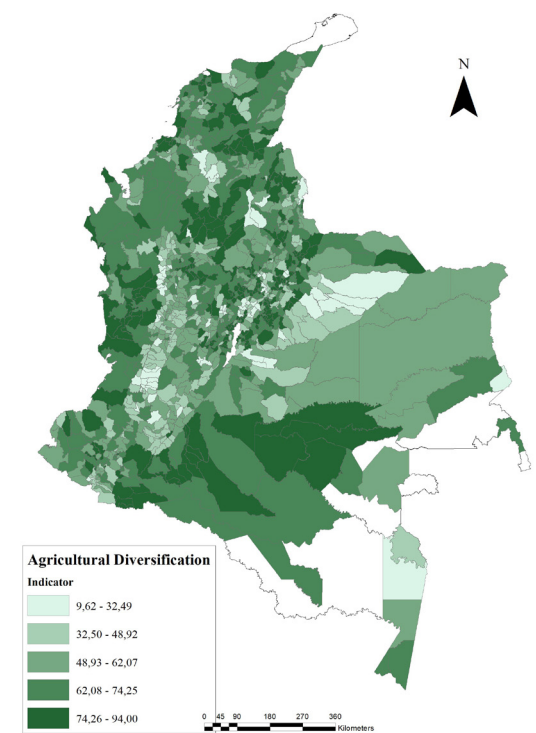 N
Agricultural Diversification
Indicator
9,62 - 32,49
32,50 - 48,92
48,93 - 62,07
62,08 - 74,25
74,26 - 94,00
0 45 90 180 270 360
Kilometers